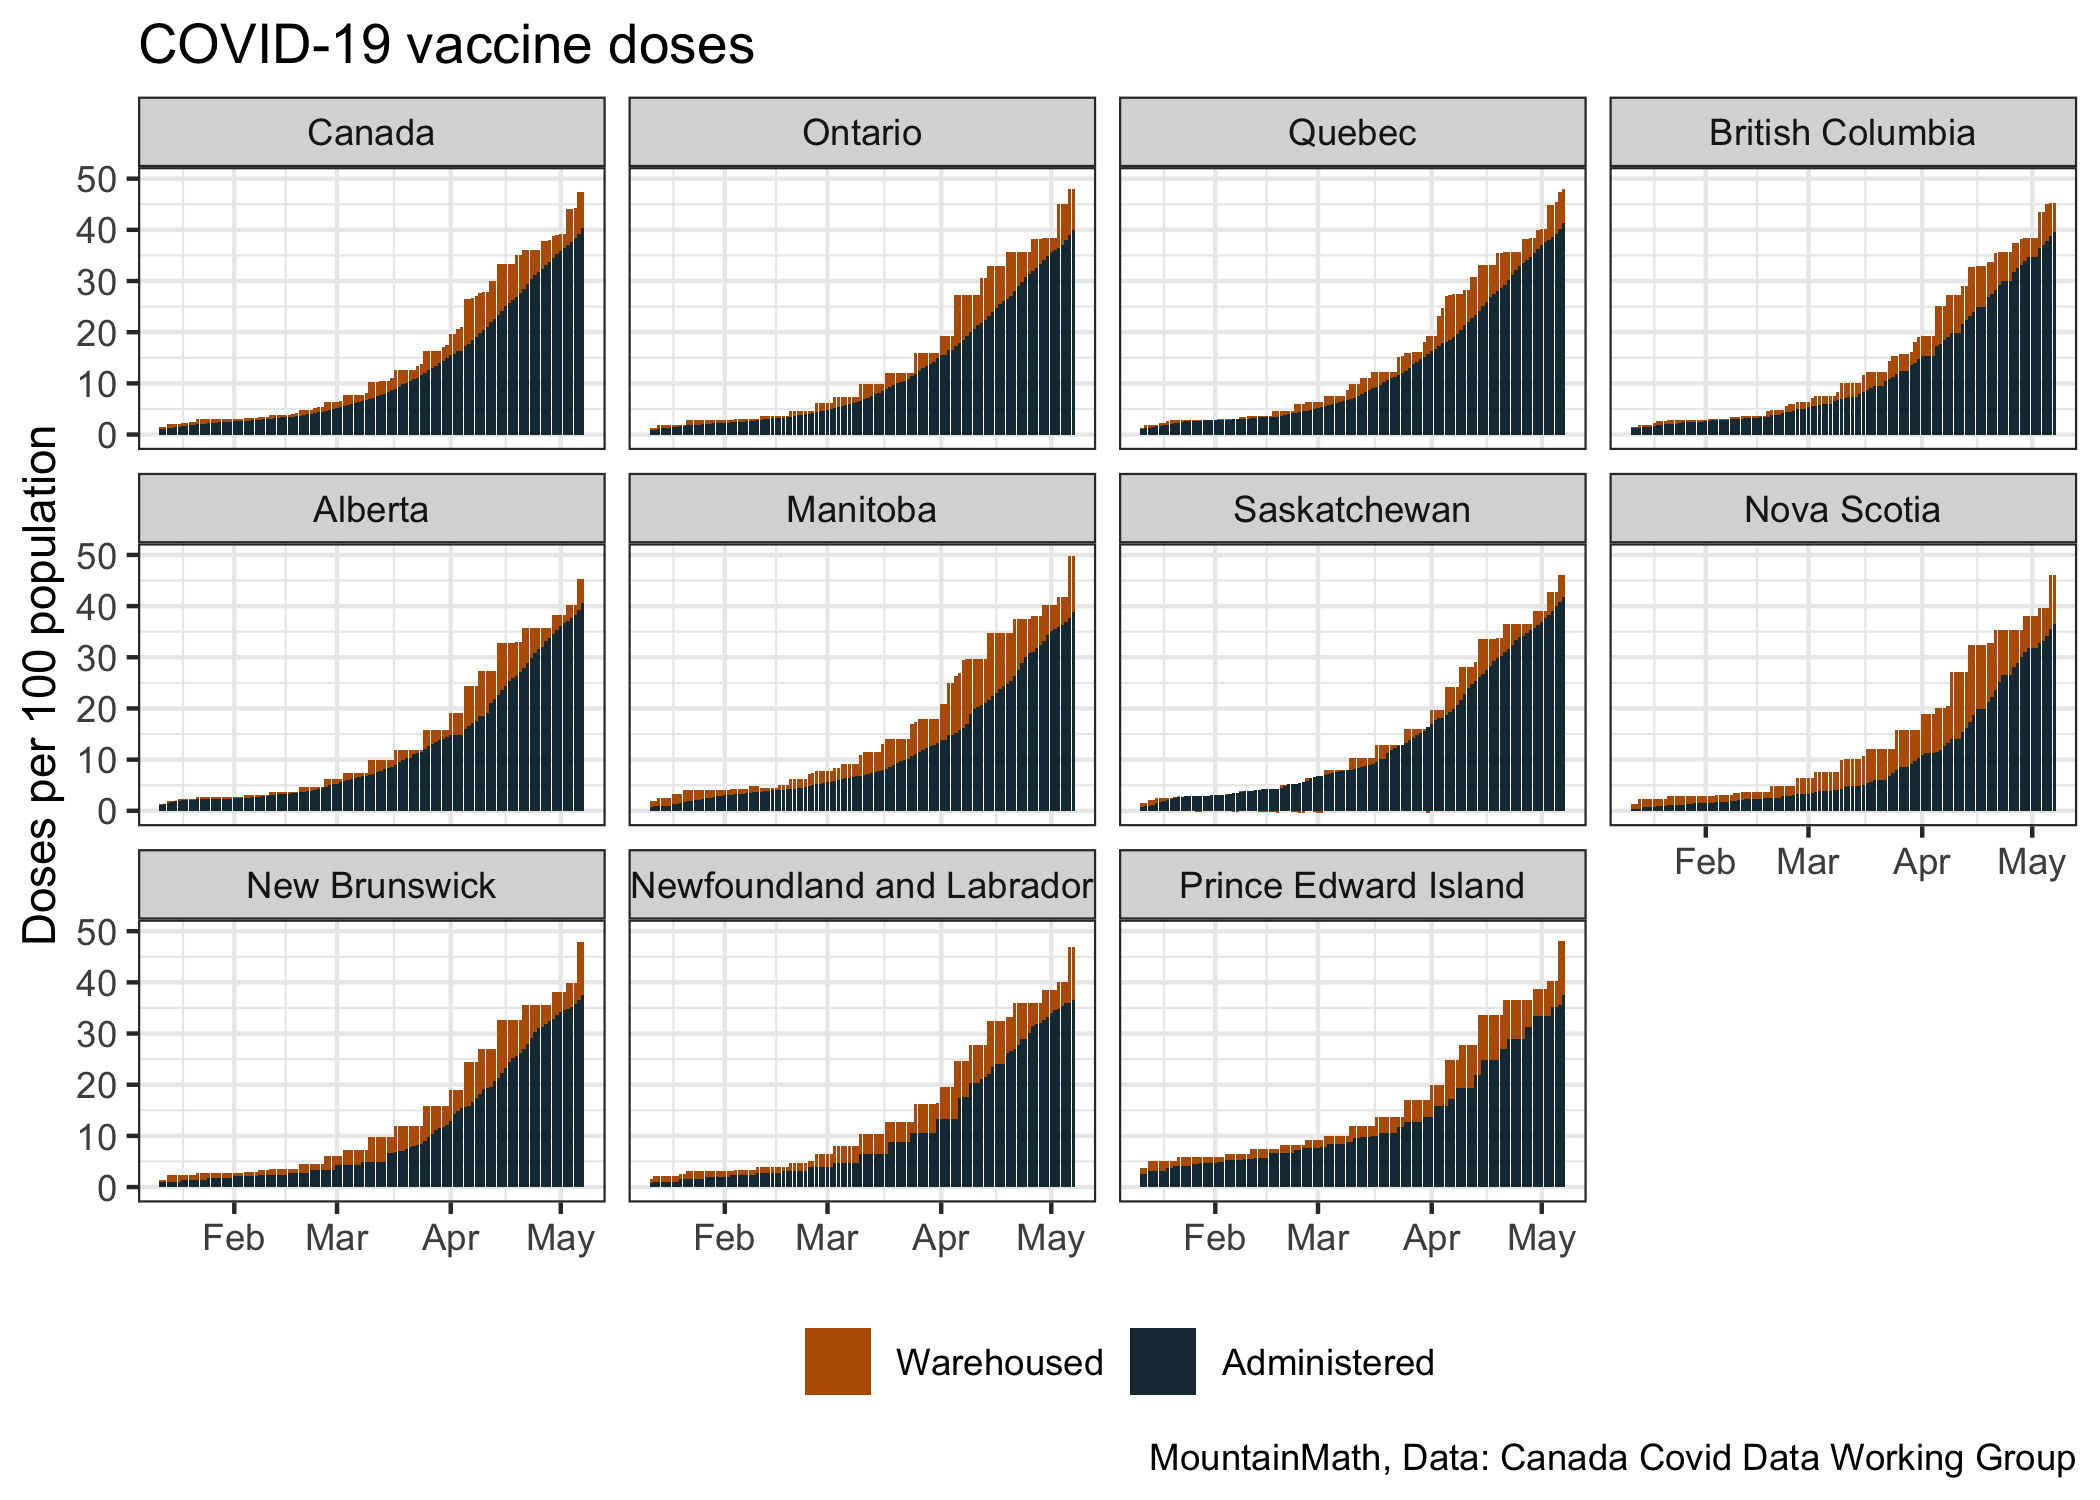 COVID-19 vaccine doses
Canada
Ontario
Quebec
British Columbia
50
40
30
20
10
0
Alberta
Manitoba
Saskatchewan
Nova Scotia
50
40
30
20
10
0
Feb Mar Apr May
New Brunswick
Newfoundland and Labrador
Prince Edward Island
50
40
30
20
10
0
Feb Mar Apr May
Feb Mar Apr May
Feb Mar Apr May
Doses per 100 population
Warehoused
Administered
MountainMath, Data: Canada Covid Data Working Group